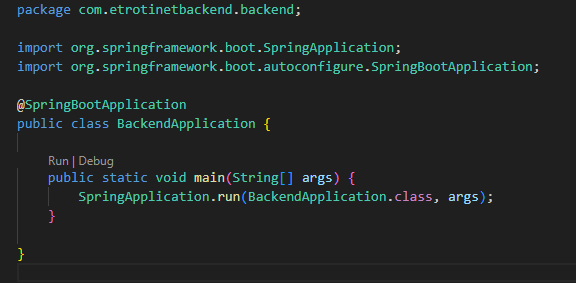 package com.etrotinetbackend.backend;
import org.springframework.boot.SpringApplication;
import org.springframework.boot.autoconfigure.SpringBootApplication;
@SpringBootApplication
public class BackendApplication {
Run | Debug
public static void main(String[] args) {
SpringApplication.run(BackendApplication.class, args);
}
}